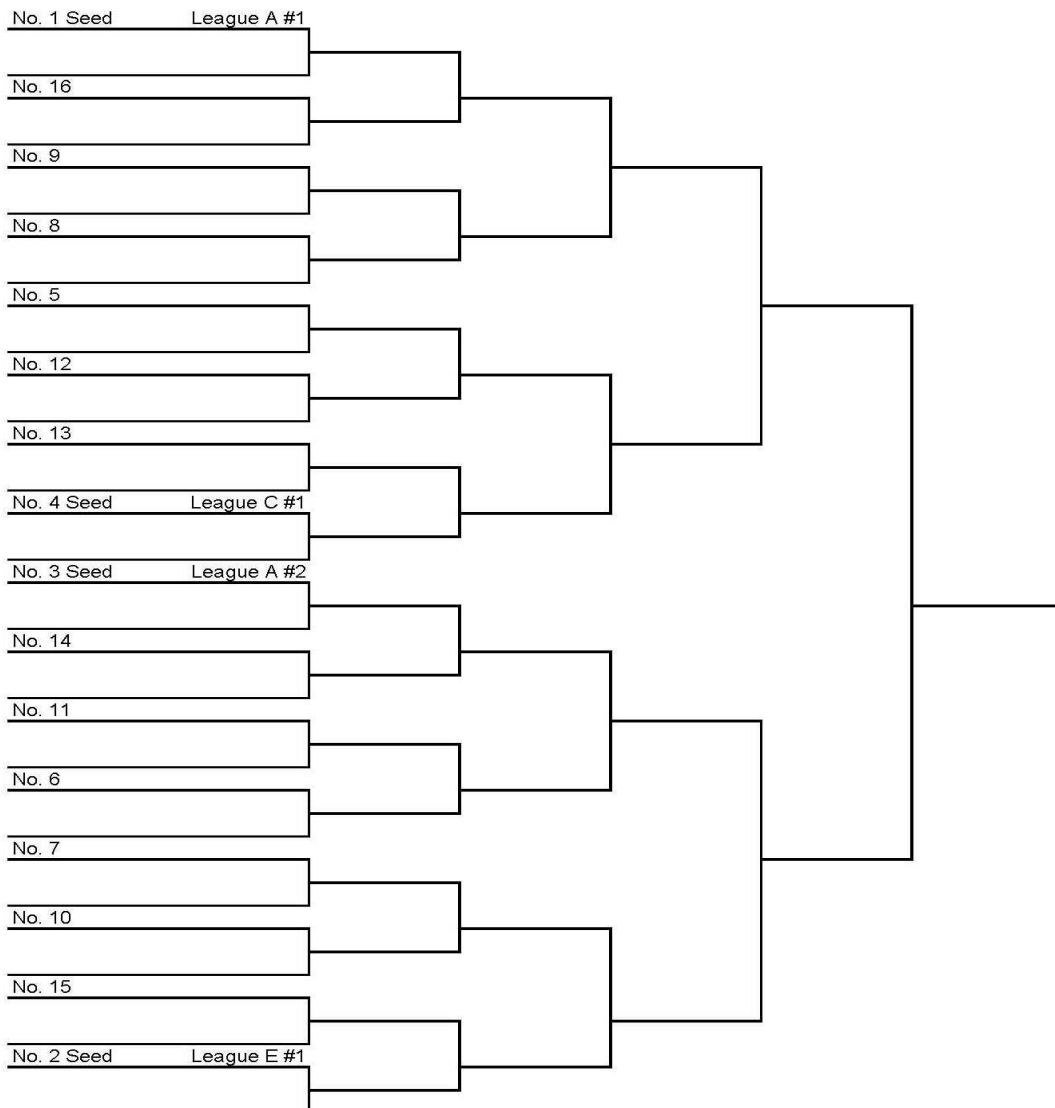 No. 1 Seed League A #1
No. 16
No. 9
No. 8
No. 5
No. 12
No. 13
No. 4 Seed League C #1
No. 3 Seed League A #2
No. 14
No. 11
No. 6
No. 7
No. 10
No. 15
No. 2 Seed League E #1